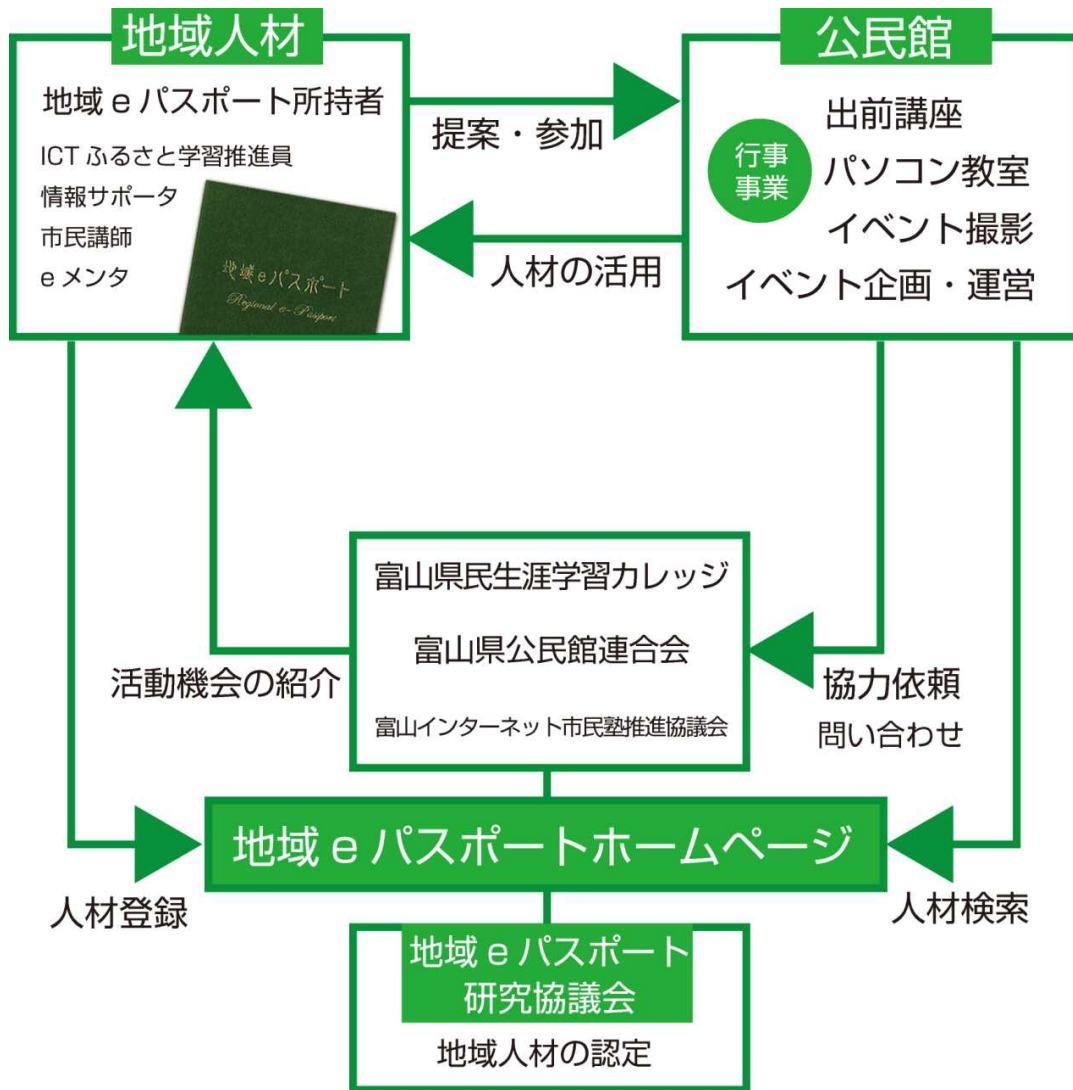 地域人材
地域 e パスポート所持者
ICT ふるさと学習推進員
情報サポータ
市民講師
e メンタ
地域eパスポート
Regional e-Passport
提案・参加
人材の活用
公民館
行事
事業
出前講座
パソコン教室
イベント撮影
イベント企画・運営
富山県民生涯学習カレッジ
富山県公民館連合会
富山インターネット市民塾推進協議会
活動機会の紹介
協力依頼
問い合わせ
地域 e パスポートホームページ
人材登録
人材検索
地域 e パスポート
研究協議会
地域人材の認定